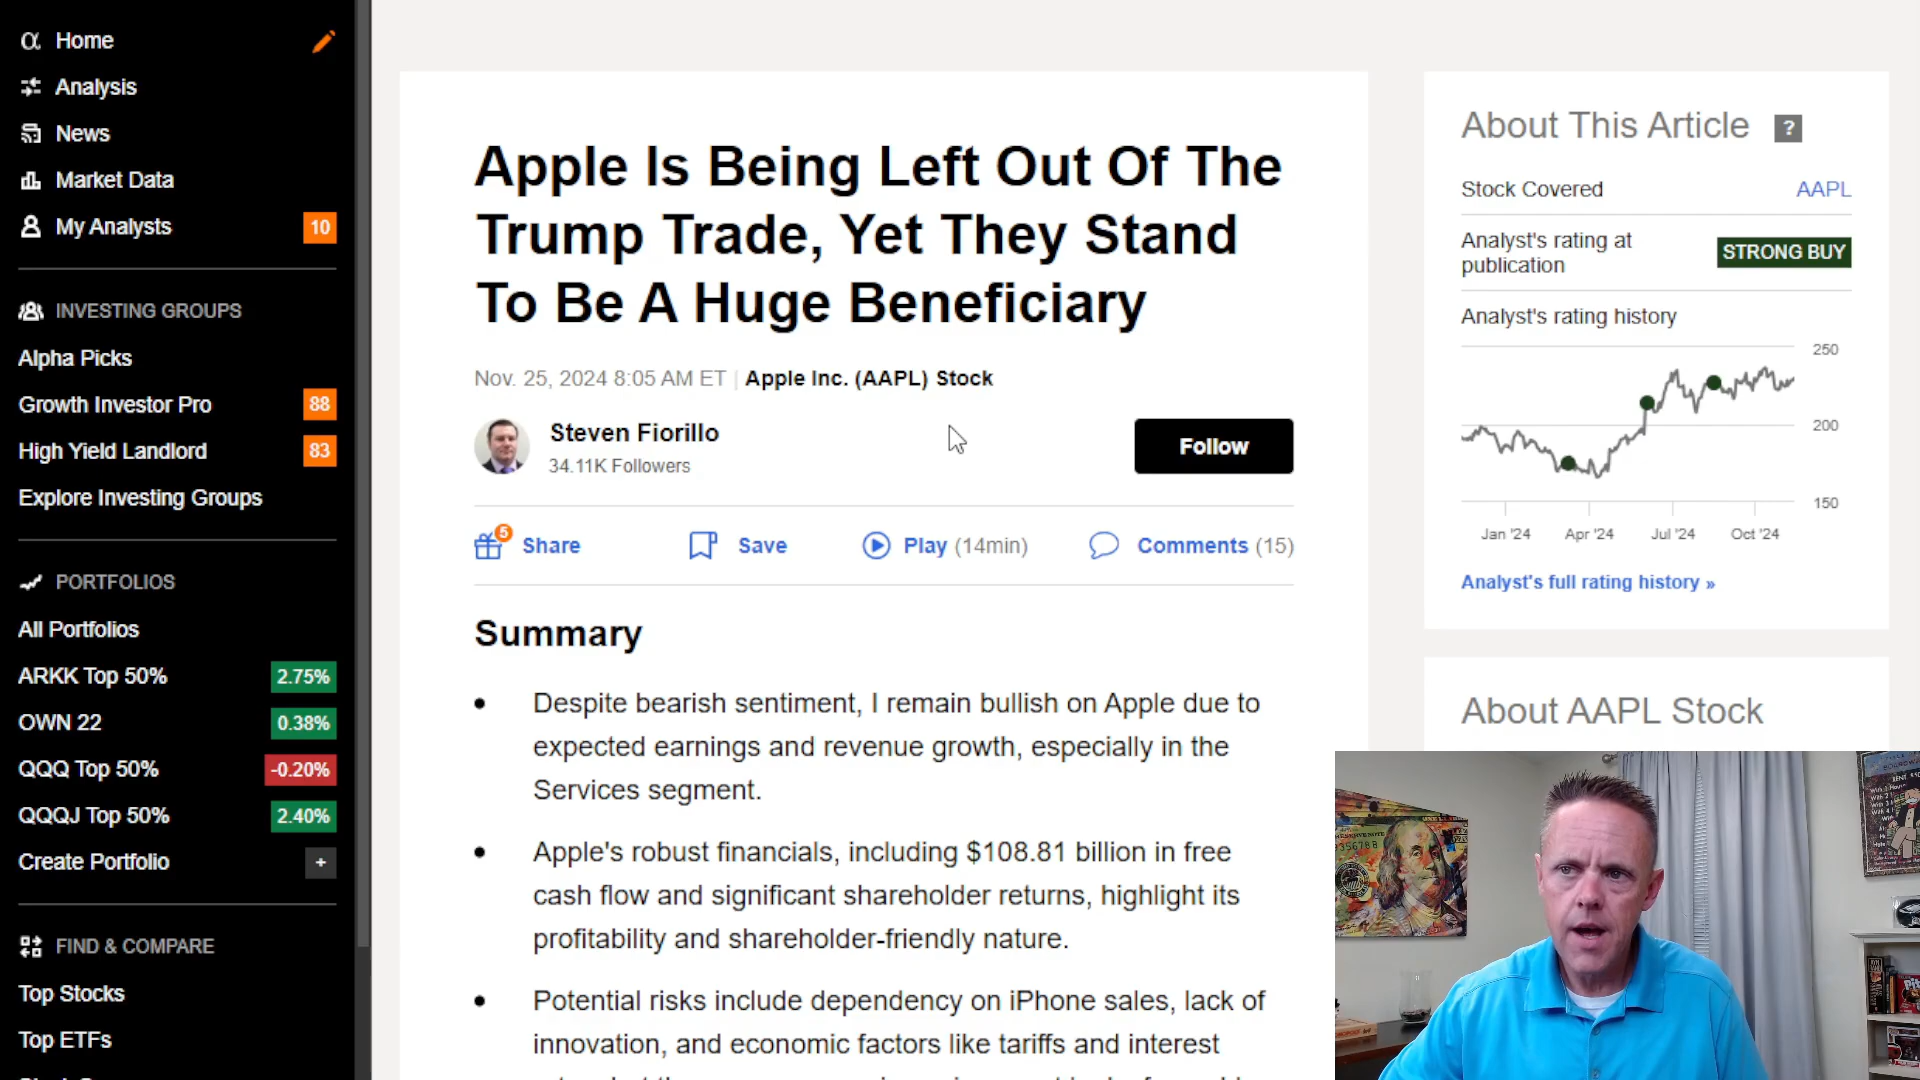 Home
Analysis
News
Market Data
My Analysts 10
INVESTING GROUPS
Alpha Picks
Growth Investor Pro 88
High Yield Landlord 83
Explore Investing Groups
PORTFOLIOS
All Portfolios
ARKK Top 50% 2.75%
OWN 22 0.38%
QQQ Top 50% -0.20%
QQQJ Top 50% 2.40%
Create Portfolio +
FIND & COMPARE
Top Stocks
Top ETFs
Apple Is Being Left Out Of The
Trump Trade, Yet They Stand
To Be A Huge Beneficiary
Nov. 25, 2024 8:05 AM ET | Apple Inc. (AAPL) Stock
Steven Fiorillo
34.11K Followers
Follow
5 Share Save Play (14min) Comments (15)
Summary
• Despite bearish sentiment, I remain bullish on Apple due to
expected earnings and revenue growth, especially in the
Services segment.
• Apple's robust financials, including $108.81 billion in free
cash flow and significant shareholder returns, highlight its
profitability and shareholder-friendly nature.
• Potential risks include dependency on iPhone sales, lack of
innovation, and economic factors like tariffs and interest
About This Article ?
Stock Covered AAPL
Analyst's rating at
publication
STRONG BUY
Analyst's rating history
250
200
150
Jan '24 Apr '24 Jul '24 Oct '24
Analyst's full rating history »
About AAPL Stock